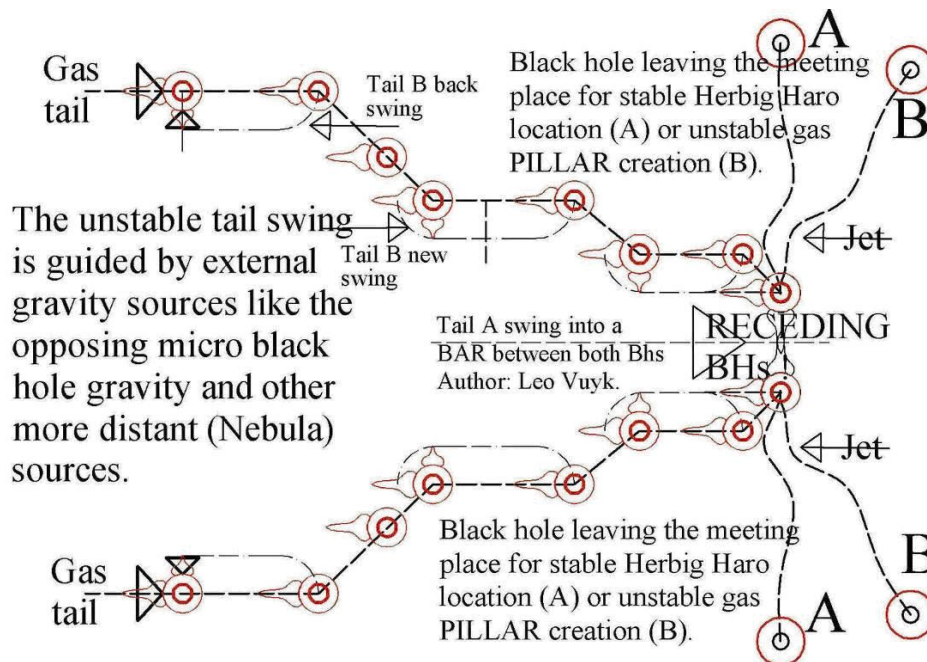 Gas
tail
Tail B back
swing
Black hole leaving the meeting
place for stable Herbig Haro
location (A) or unstable gas
PILLAR creation (B).
A
B
The unstable tail swing
is guided by external
gravity sources like the
opposing micro black
hole gravity and other
more distant (Nebula)
sources.
Tail B new
swing
Jet
Tail A swing into a
BAR between both Bhs
Author: Leo Vuyk.
RECEDING
BHs
Jet
Gas
tail
Black hole leaving the meeting
place for stable Herbig Haro
location (A) or unstable gas
PILLAR creation (B).
A
B